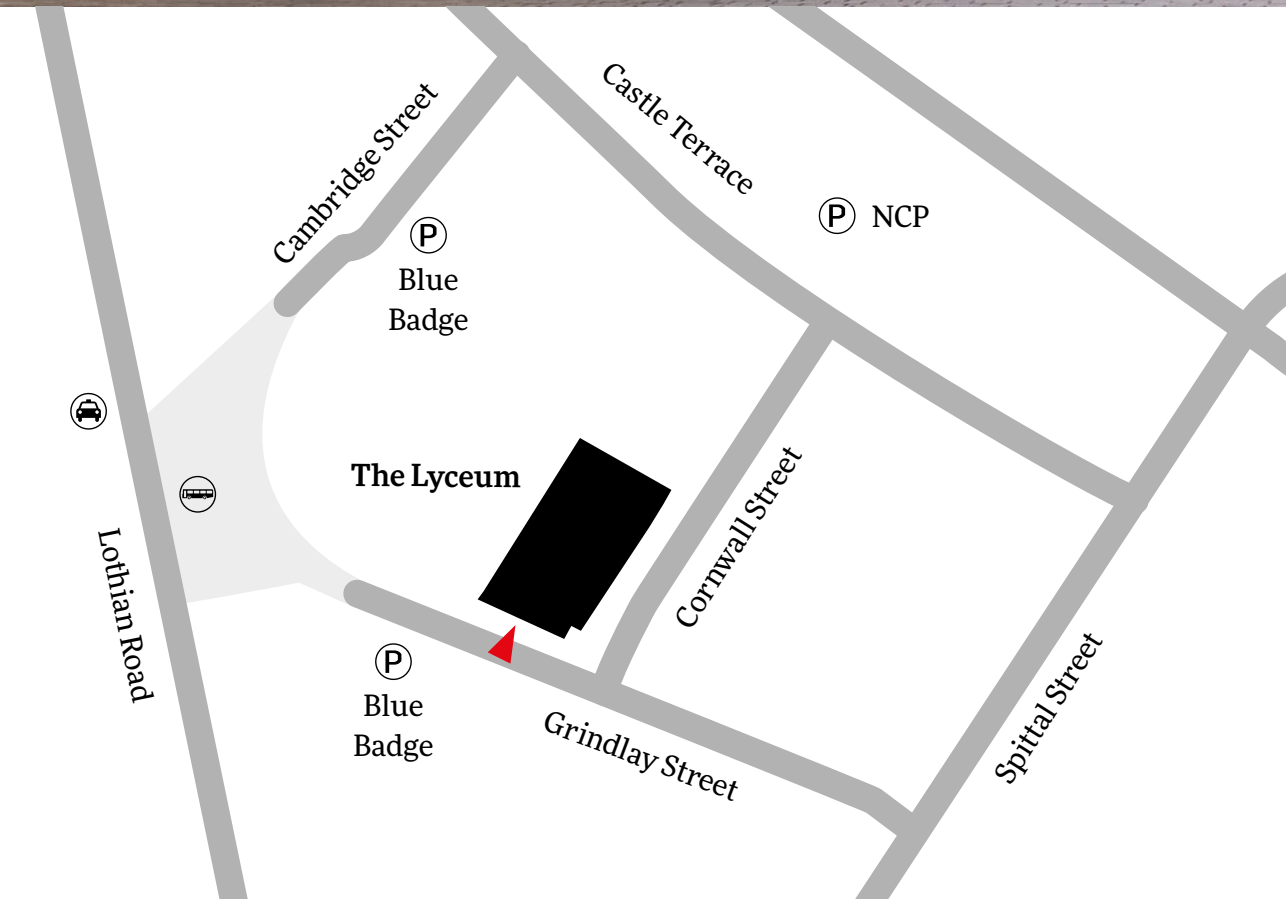 Cambridge Street
Castle Terrace
P NCP
P
Blue
Badge
The Lyceum
Cornwall Street
Lothian Road
P
Blue
Badge
Grindlay Street
Spittal Street